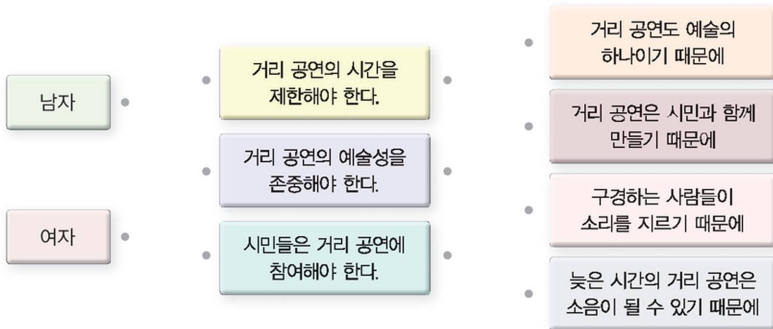 남자
여자
거리 공연의 시간을
제한해야 한다.
거리 공연의 예술성을
존중해야 한다.
시민들은 거리 공연에
참여해야 한다.
거리 공연도 예술의
하나이기 때문에
거리 공연은 시민과 함께
만들기 때문에
구경하는 사람들이
소리를 지르기 때문에
늦은 시간의 거리 공연은
소음이 될 수 있기 때문에